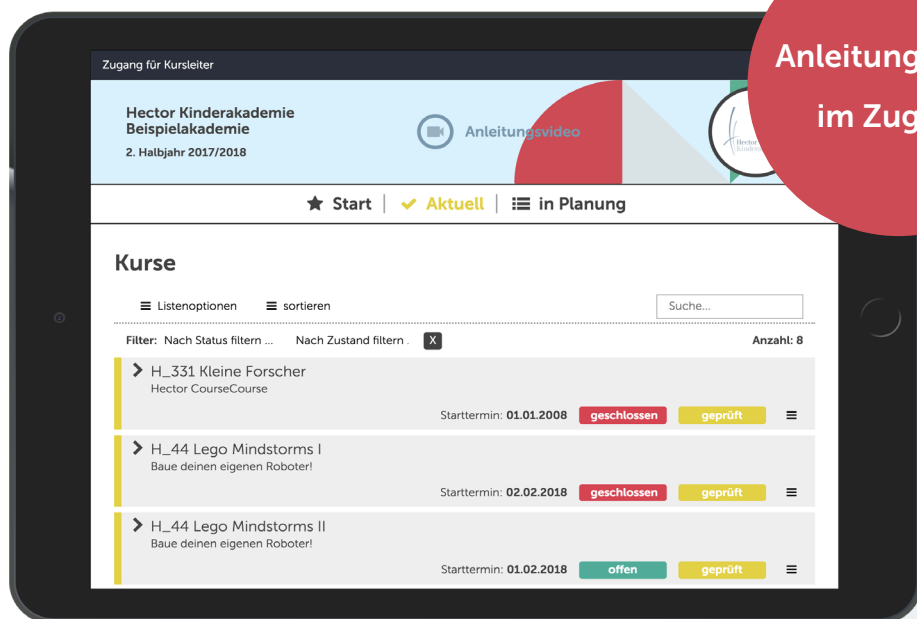 Zugang für Kursleiter
Anleitung
im Zug
Hector Kinderakademie
Beispielakademie
2. Halbjahr 2017/2018
Anleitungsvideo
Hector
Start | Aktuell | in Planung
Kurse
Listenoptionen sortieren Suche...
Filter: Nach Status filtern ... Nach Zustand filtern . X Anzahl: 8
H_331 Kleine Forscher
Hector CourseCourse
Starttermin: 01.01.2008 geschlossen geprüft
H_44 Lego Mindstorms I
Baue deinen eigenen Roboter!
Starttermin: 02.02.2018 geschlossen geprüft
H_44 Lego Mindstorms II
Baue deinen eigenen Roboter!
Starttermin: 01.02.2018 offen geprüft